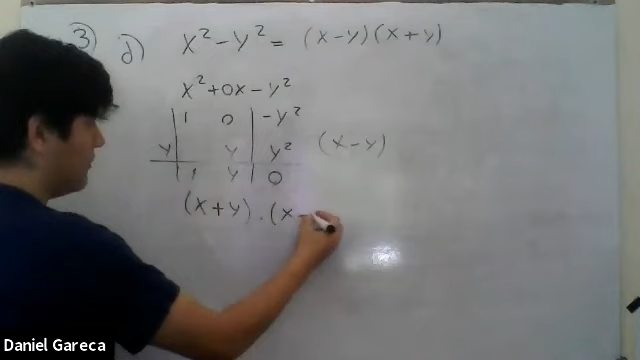 3) d) x² - y² = (x-y)(x+y)
x² + 0x - y²
1 0 | -y²
y | y | y² (x-y)
1 y | 0
(x+y) . (x-
Daniel Gareca